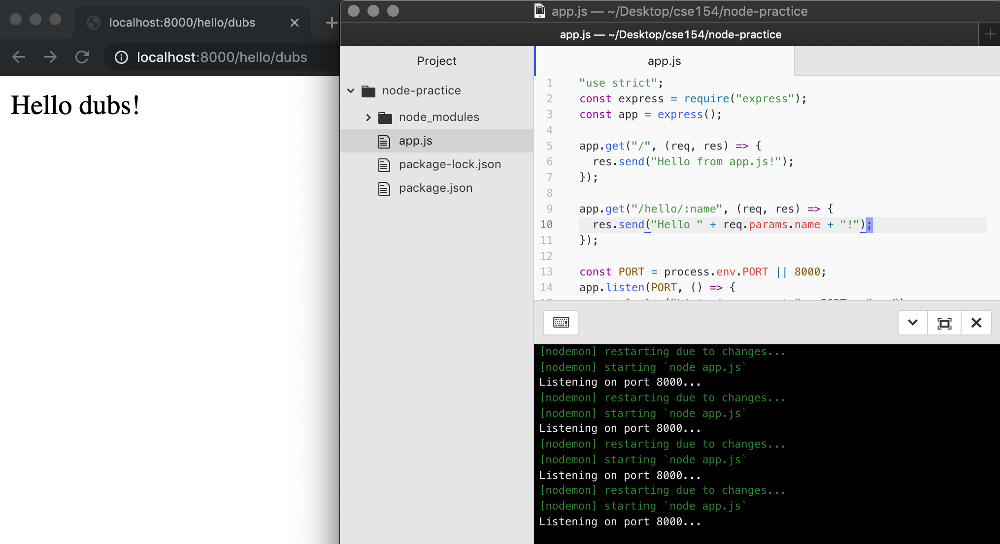 localhost:8000/hello/dubs
localhost:8000/hello/dubs
Hello dubs!
app.js — ~/Desktop/cse154/node-practice
app.js — ~/Desktop/cse154/node-practice
Project
node-practice
node_modules
app.js
package-lock.json
package.json
app.js
1 "use strict";
2 const express = require("express");
3 const app = express();
4
5 app.get("/", (req, res) => {
6   res.send("Hello from app.js!");
7 });
8
9 app.get("/hello/:name", (req, res) => {
10   res.send("Hello " + req.params.name + "!");
11 });
12
13 const PORT = process.env.PORT || 8000;
14 app.listen(PORT, () => {
[nodemon] restarting due to changes...
[nodemon] starting `node app.js`
Listening on port 8000...
[nodemon] restarting due to changes...
[nodemon] starting `node app.js`
Listening on port 8000...
[nodemon] restarting due to changes...
[nodemon] starting `node app.js`
Listening on port 8000...
[nodemon] restarting due to changes...
[nodemon] starting `node app.js`
Listening on port 8000...